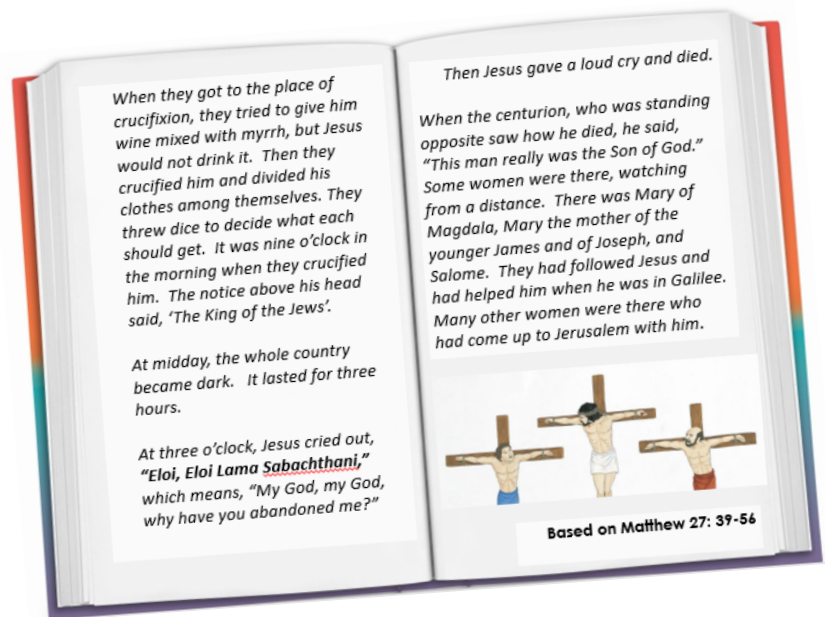 When they got to the place of
crucifixion, they tried to give him
wine mixed with myrrh, but Jesus
would not drink it.  Then they
crucified him and divided his
clothes among themselves. They
threw dice to decide what each
should get.  It was nine o’clock in
the morning when they crucified
him.  The notice above his head
said, ‘The King of the Jews’.
At midday, the whole country
became dark.   It lasted for three
hours.
At three o’clock, Jesus cried out,
“Eloi, Eloi Lama Sabachthani,”
which means, “My God, my God,
why have you abandoned me?”
Then Jesus gave a loud cry and died.
When the centurion, who was standing
opposite saw how he died, he said,
“This man really was the Son of God.”
Some women were there, watching
from a distance.  There was Mary of
Magdala, Mary the mother of the
younger James and of Joseph, and
Salome.  They had followed Jesus and
had helped him when he was in Galilee.
Many other women were there who
had come up to Jerusalem with him.
Based on Matthew 27: 39-56